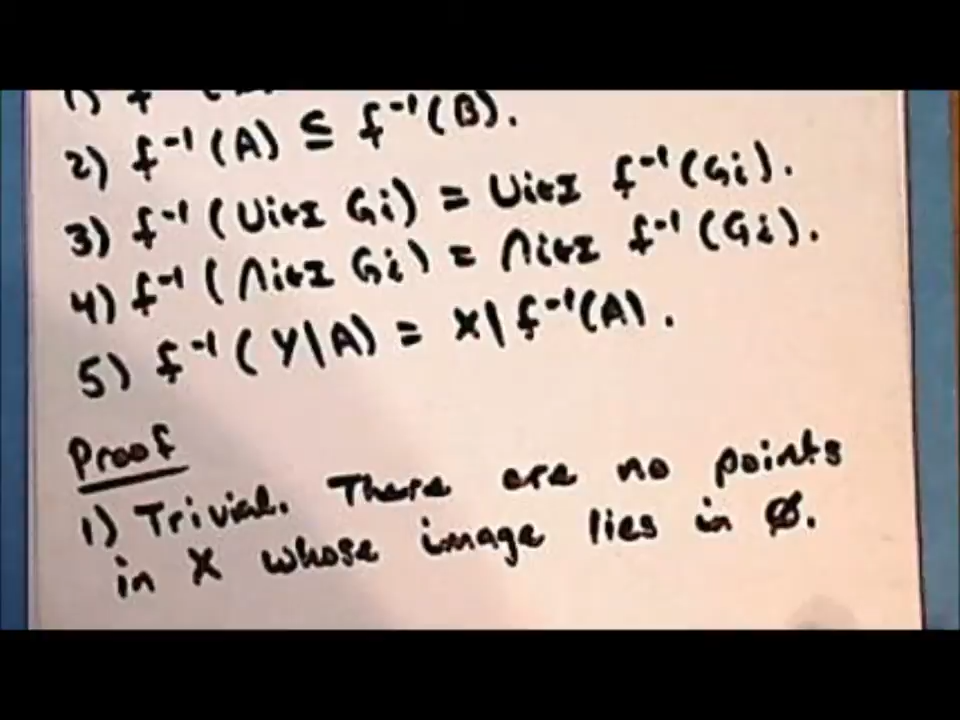 1) f
2) f⁻¹(A) ⊆ f⁻¹(B).
3) f⁻¹(∪i∈I Gi) = ∪i∈I f⁻¹(Gi).
4) f⁻¹(∩i∈I Gi) = ∩i∈I f⁻¹(Gi).
5) f⁻¹(Y\A) = X\f⁻¹(A).
Proof
1) Trivial. There are no points
in X whose image lies in Ø.